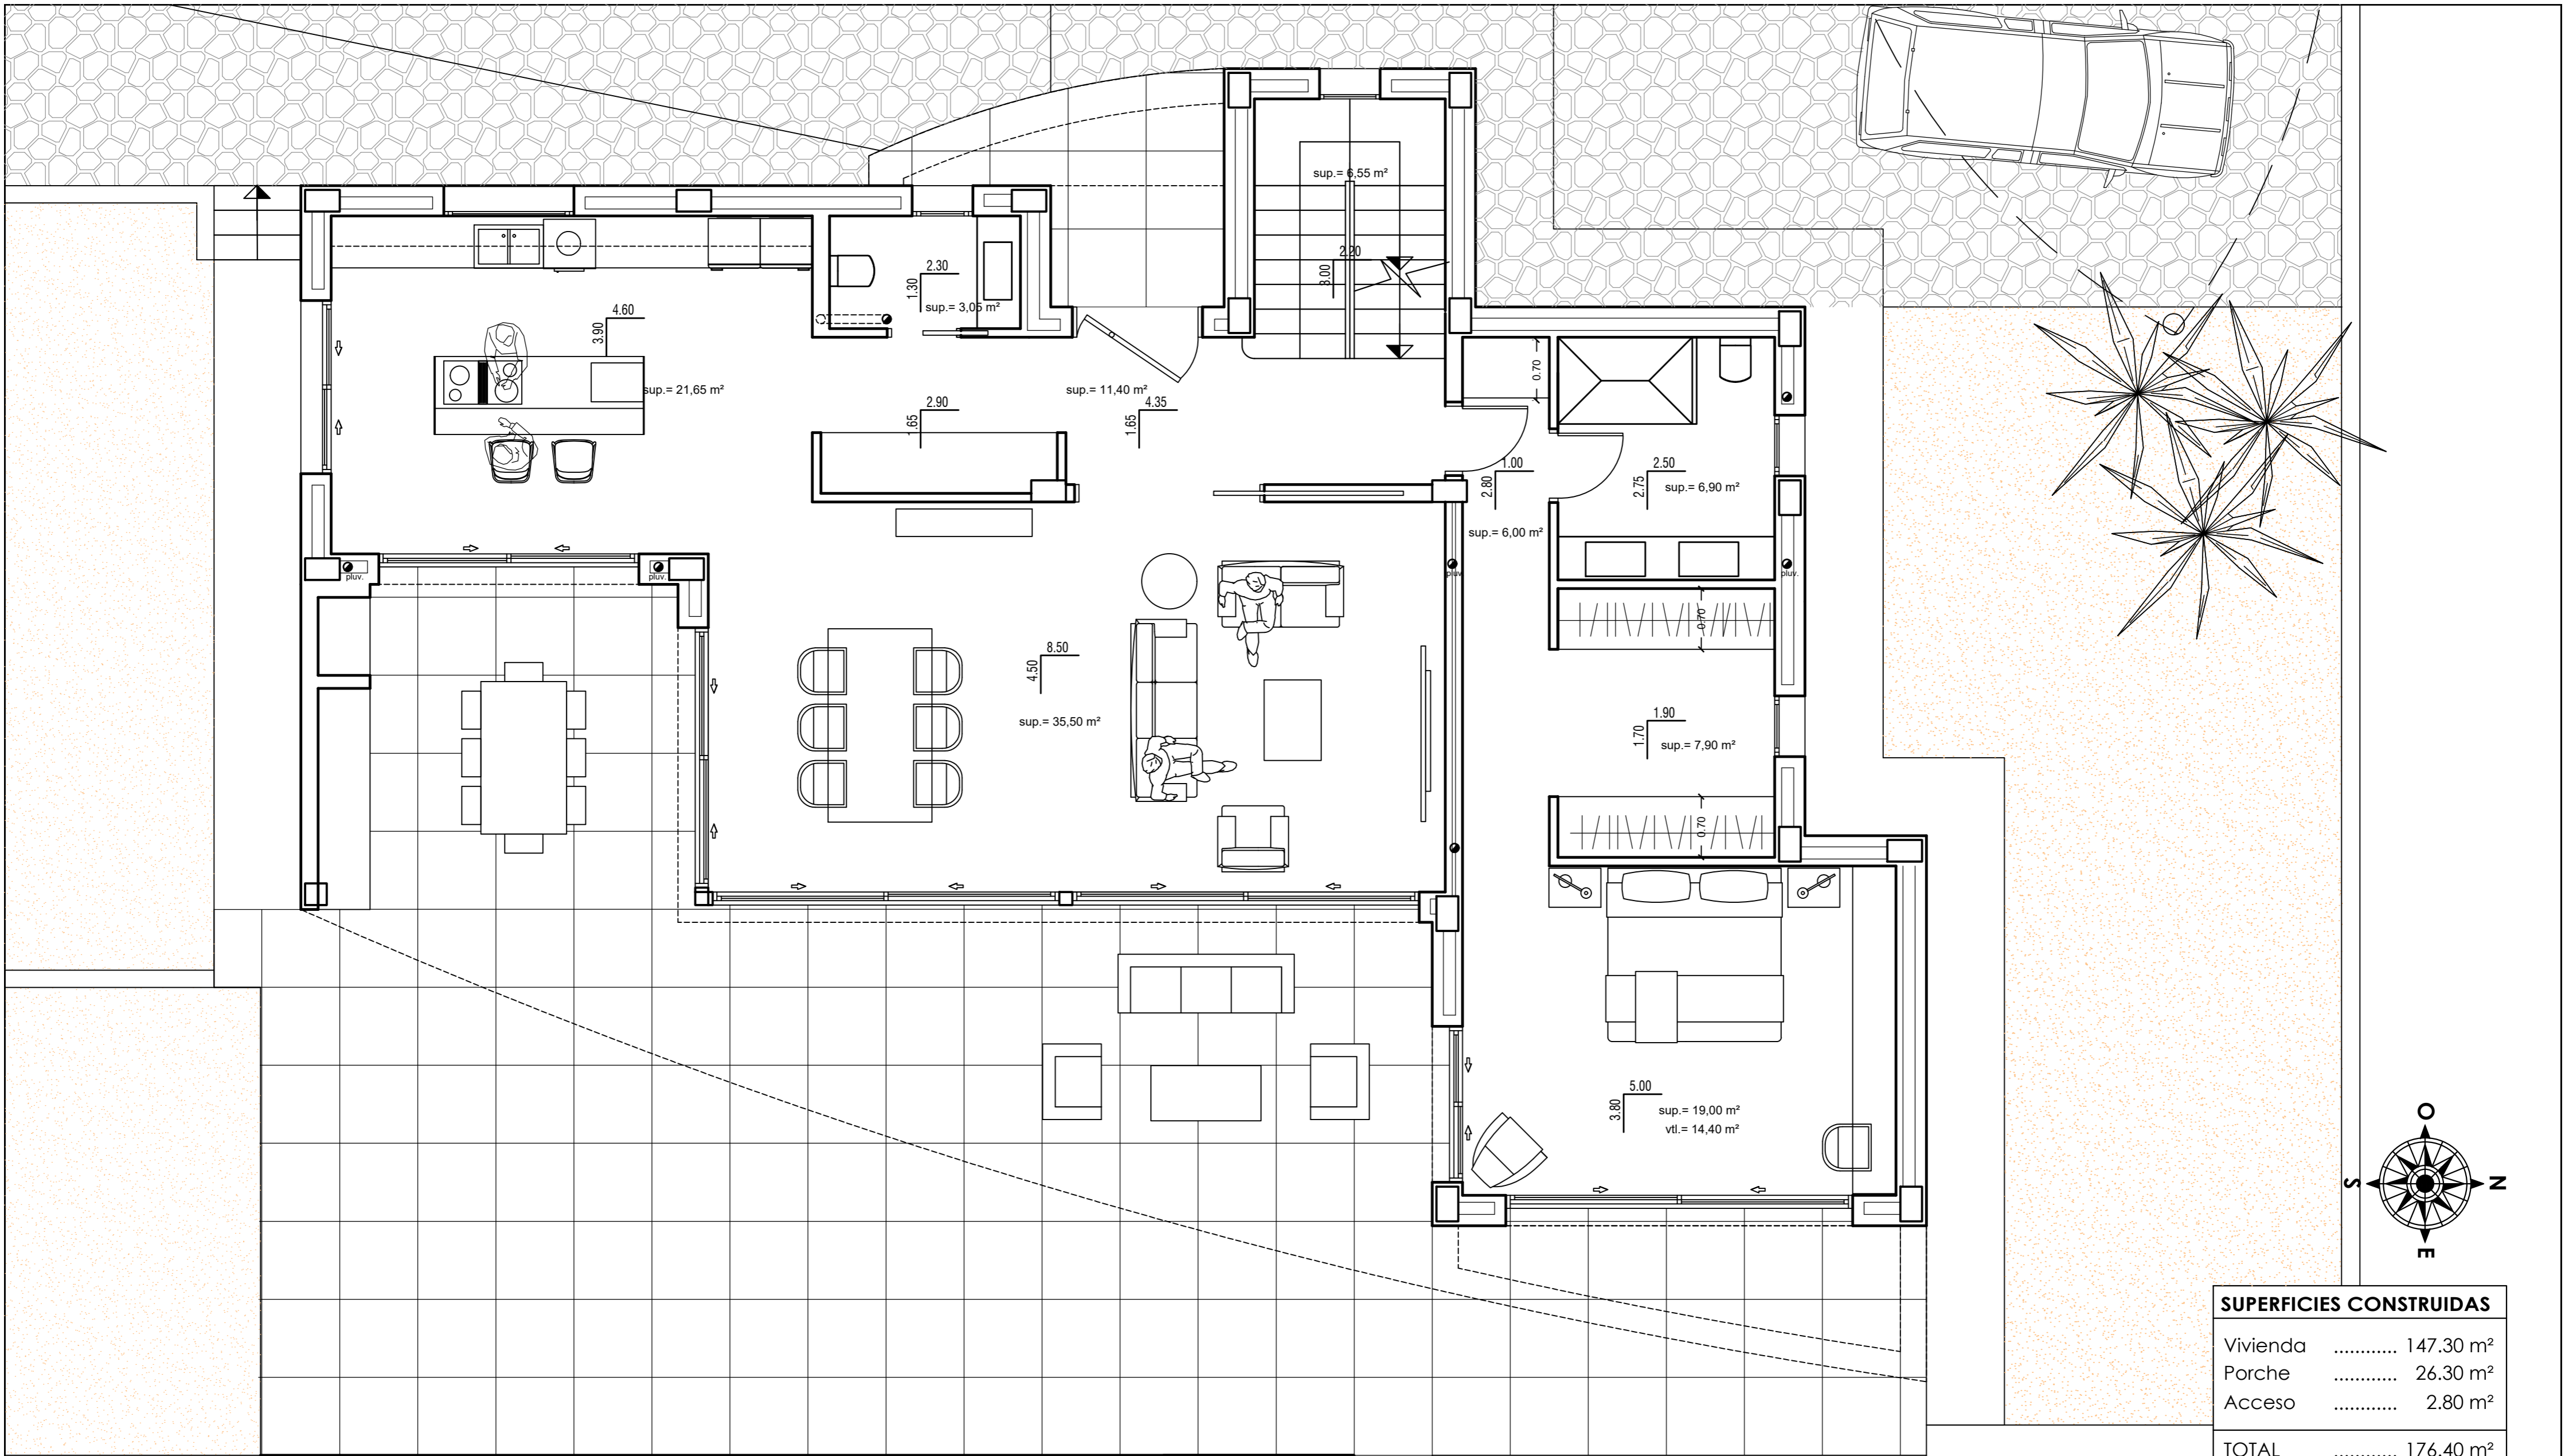 sup.= 6,55 m²
2.20
3.00
2.30
1.30
sup.= 3,05 m²
4.60
3.90
sup.= 21,65 m²
sup.= 11,40 m²
2.90
1.65
4.35
1.65
0.70
1.00
2.80
sup.= 6,00 m²
2.50
2.75
sup.= 6,90 m²
pluv.
pluv.
pluv.
pluv.
0.70
8.50
4.50
sup.= 35,50 m²
1.90
1.70
sup.= 7,90 m²
0.70
5.00
3.80
sup.= 19,00 m²
vtl.= 14,40 m²
O
S
N
E
SUPERFICIES CONSTRUIDAS
Vivienda ............ 147.30 m²
Porche ............ 26.30 m²
Acceso ............ 2.80 m²
TOTAL ............ 176.40 m²